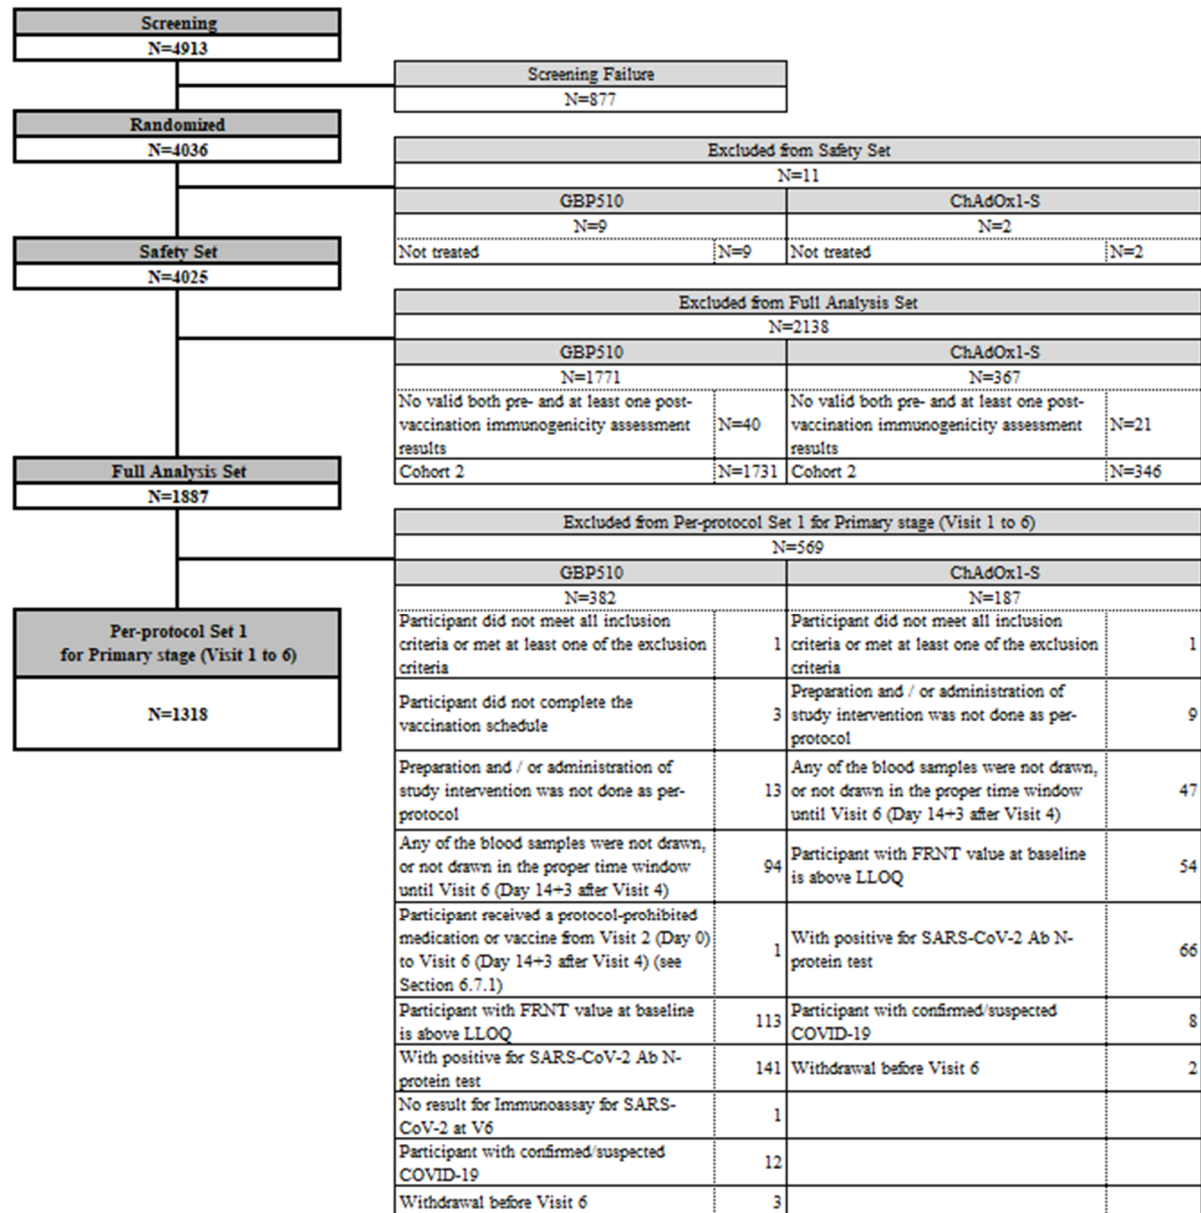 Screening
N=4913
Screening Failure
N=877
Randomized
N=4036
Excluded from Safety Set
N=11
GBP510
ChAdOx1-S
N=9
N=2
Not treated
N=9
Not treated
N=2
Safety Set
N=4025
Excluded from Full Analysis Set
N=2138
GBP510
ChAdOx1-S
N=1771
N=367
No valid both pre- and at least one post-
vaccination immunogenicity assessment
results
N=40
No valid both pre- and at least one post-
vaccination immunogenicity assessment
results
N=21
Cohort 2
N=1731
Cohort 2
N=346
Full Analysis Set
N=1887
Excluded from Per-protocol Set 1 for Primary stage (Visit 1 to 6)
N=569
GBP510
ChAdOx1-S
N=382
N=187
Per-protocol Set 1
for Primary stage (Visit 1 to 6)
N=1318
Participant did not meet all inclusion
criteria or met at least one of the exclusion
criteria
1
Participant did not meet all inclusion
criteria or met at least one of the exclusion
criteria
1
Participant did not complete the
vaccination schedule
3
Preparation and / or administration of
study intervention was not done as per-
protocol
9
Preparation and / or administration of
study intervention was not done as per-
protocol
13
Any of the blood samples were not drawn,
or not drawn in the proper time window
until Visit 6 (Day 14+3 after Visit 4)
47
Any of the blood samples were not drawn,
or not drawn in the proper time window
until Visit 6 (Day 14+3 after Visit 4)
94
Participant with FRNT value at baseline
is above LLOQ
54
Participant received a protocol-prohibited
medication or vaccine from Visit 2 (Day 0)
to Visit 6 (Day 14+3 after Visit 4) (see
Section 6.7.1)
1
With positive for SARS-CoV-2 Ab N-
protein test
66
Participant with FRNT value at baseline
is above LLOQ
113
Participant with confirmed/suspected
COVID-19
8
With positive for SARS-CoV-2 Ab N-
protein test
141
Withdrawal before Visit 6
2
No result for Immunoassay for SARS-
CoV-2 at V6
1
Participant with confirmed/suspected
COVID-19
12
Withdrawal before Visit 6
3